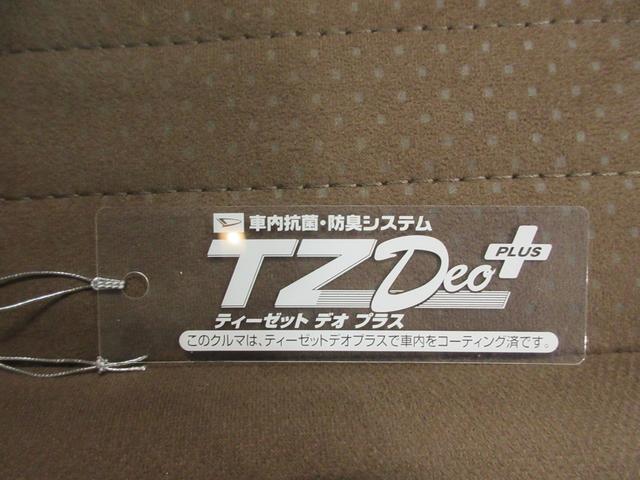 車内抗菌・防臭システム
TZ Deo PLUS
ティーゼット デオ プラス
このクルマは、ティーゼットデオプラスで車内をコーティング済です。